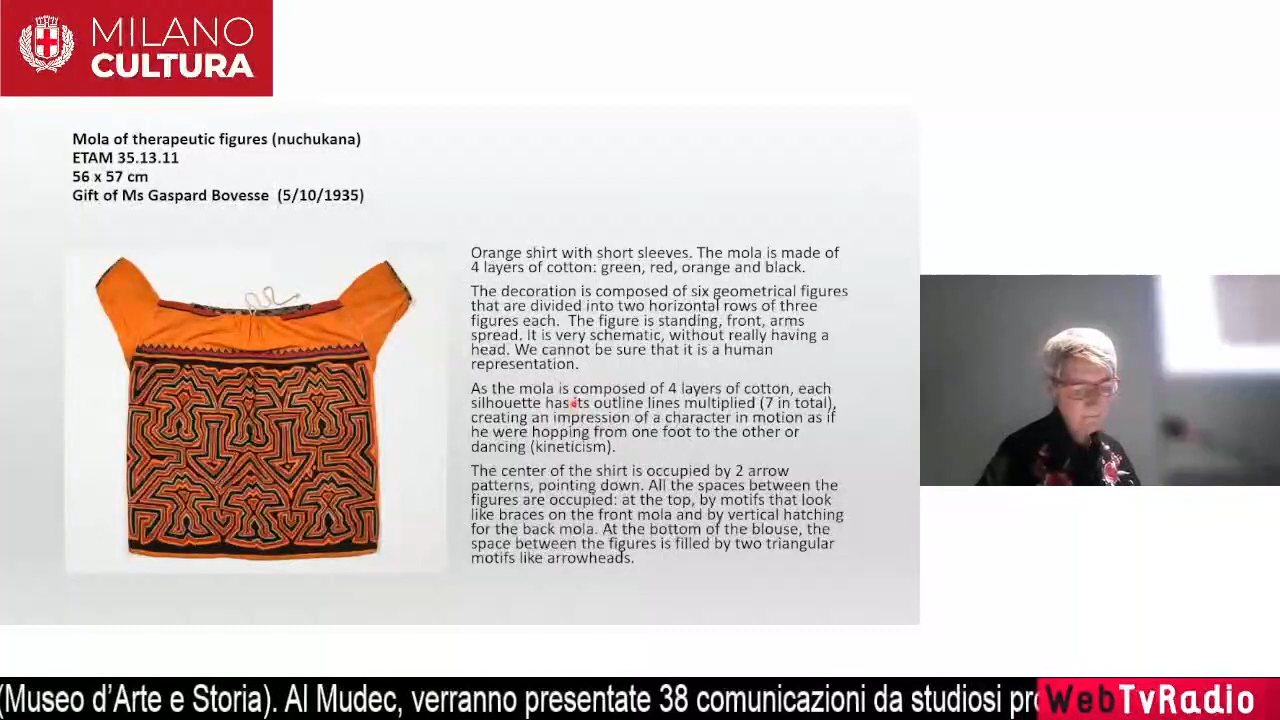 MILANO
CULTURA
Mola of therapeutic figures (nuchukana)
ETAM 35.13.11
56 x 57 cm
Gift of Ms Gaspard Bovesse (5/10/1935)
Orange shirt with short sleeves. The mola is made of
4 layers of cotton: green, red, orange and black.
The decoration is composed of six geometrical figures
that are divided into two horizontal rows of three
figures each. The figure is standing, front, arms
spread. It is very schematic, without really having a
head. We cannot be sure that it is a human
representation.
As the mola is composed of 4 layers of cotton, each
silhouette has its outline lines multiplied (7 in total),
creating an impression of a character in motion as if
he were hopping from one foot to the other or
dancing (kineticism).
The center of the shirt is occupied by 2 arrow
patterns, pointing down. All the spaces between the
figures are occupied: at the top, by motifs that look
like braces on the front mola and by vertical hatching
for the back mola. At the bottom of the blouse, the
space between the figures is filled by two triangular
motifs like arrowheads.
(Museo d'Arte e Storia). Al Mudec, verranno presentate 38 comunicazioni da studiosi pro
WebTvRadio